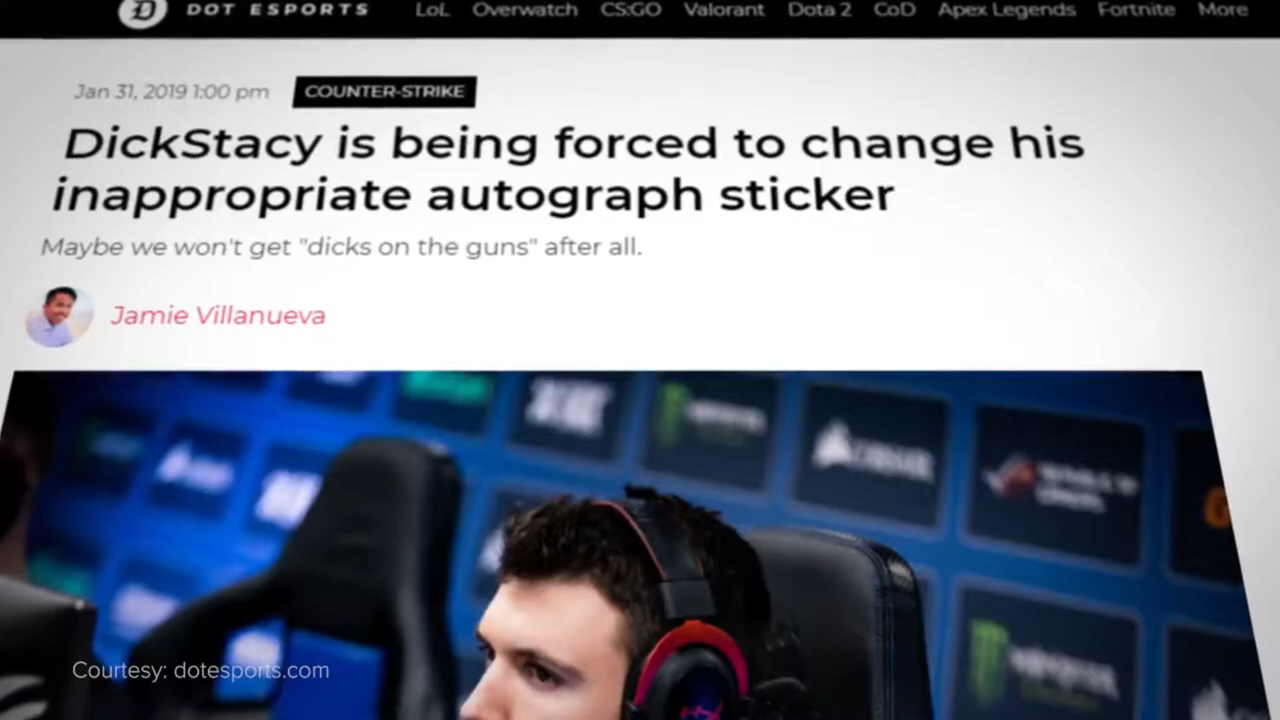 DOT ESPORTS
LoL Overwatch CS:GO Valorant Dota 2 CoD Apex Legends Fortnite More
Jan 31, 2019 1:00 pm COUNTER-STRIKE
DickStacy is being forced to change his
inappropriate autograph sticker
Maybe we won't get "dicks on the guns" after all.
Jamie Villanueva
Courtesy: dotesports.com